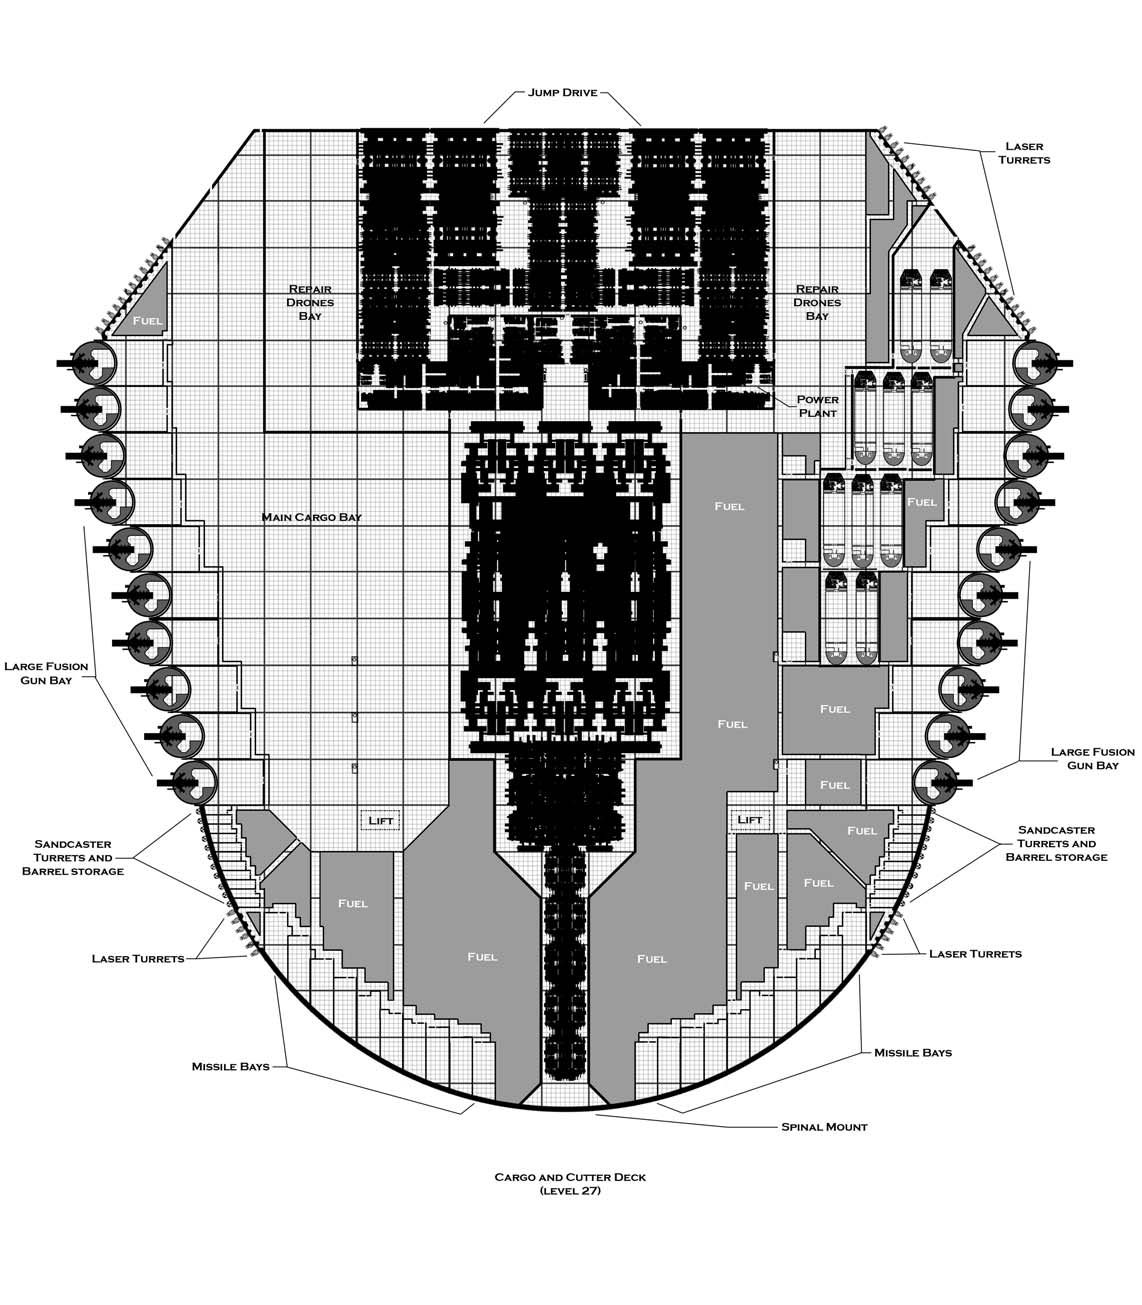 Jump Drive
Laser
Turrets
Repair
Drones
Bay
Repair
Drones
Bay
Fuel
Power
Plant
Fuel
Fuel
Main Cargo Bay
Large Fusion
Gun Bay
Fuel
Fuel
Large Fusion
Gun Bay
Fuel
Lift
Lift
Fuel
Sandcaster
Turrets and
Barrel storage
Sandcaster
Turrets and
Barrel storage
Fuel
Fuel
Fuel
Fuel
Fuel
Laser Turrets
Laser Turrets
Missile Bays
Missile Bays
Spinal Mount
Cargo and Cutter Deck
(level 27)